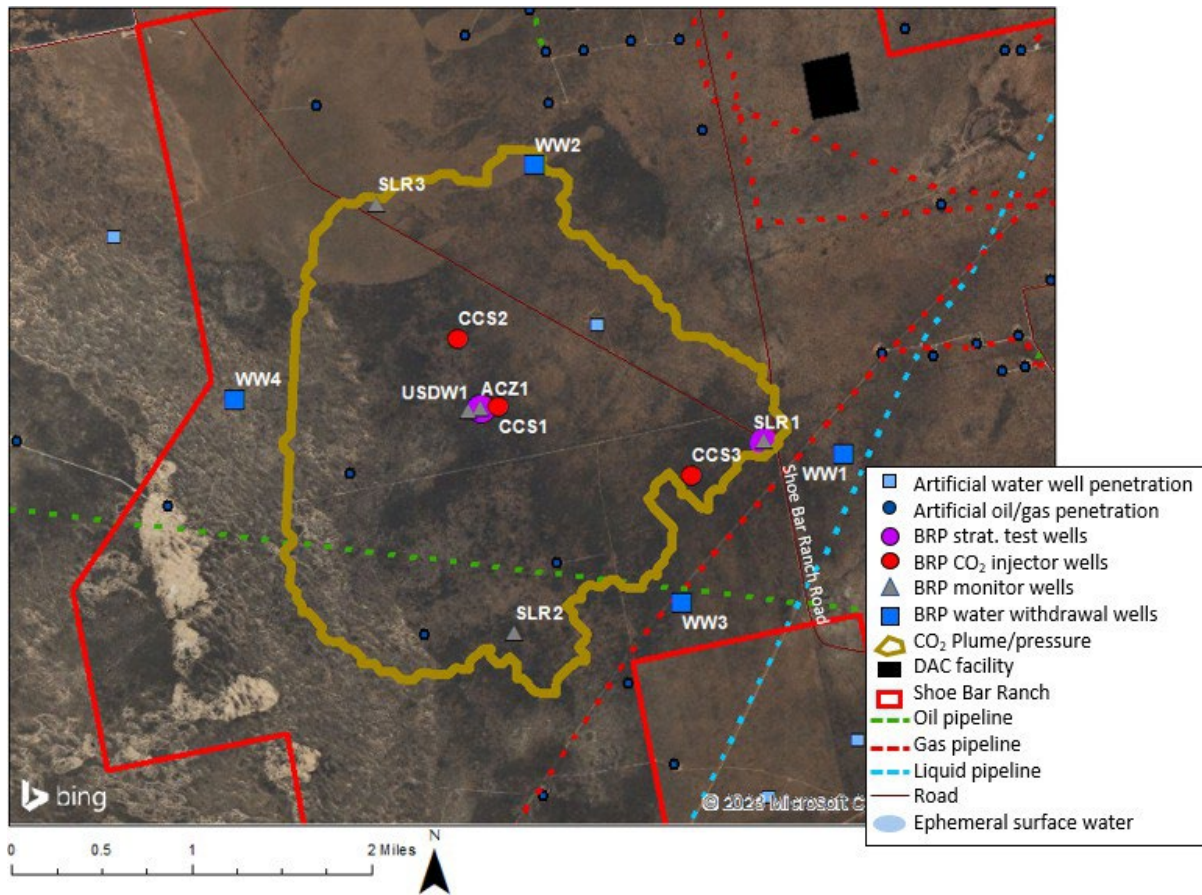 WW2
SLR3
CCS2
WW4
USDW1
ACZ1
CCS1
SLR1
CCS3
WW1
Shoe Bar Ranch Road
SLR2
WW3
Artificial water well penetration
Artificial oil/gas penetration
BRP strat. test wells
BRP CO₂ injector wells
BRP monitor wells
BRP water withdrawal wells
CO₂ Plume/pressure
DAC facility
Shoe Bar Ranch
Oil pipeline
Gas pipeline
Liquid pipeline
Road
Ephemeral surface water
bing
© 2023 Microsoft C
N
0 0.5 1 2 Miles